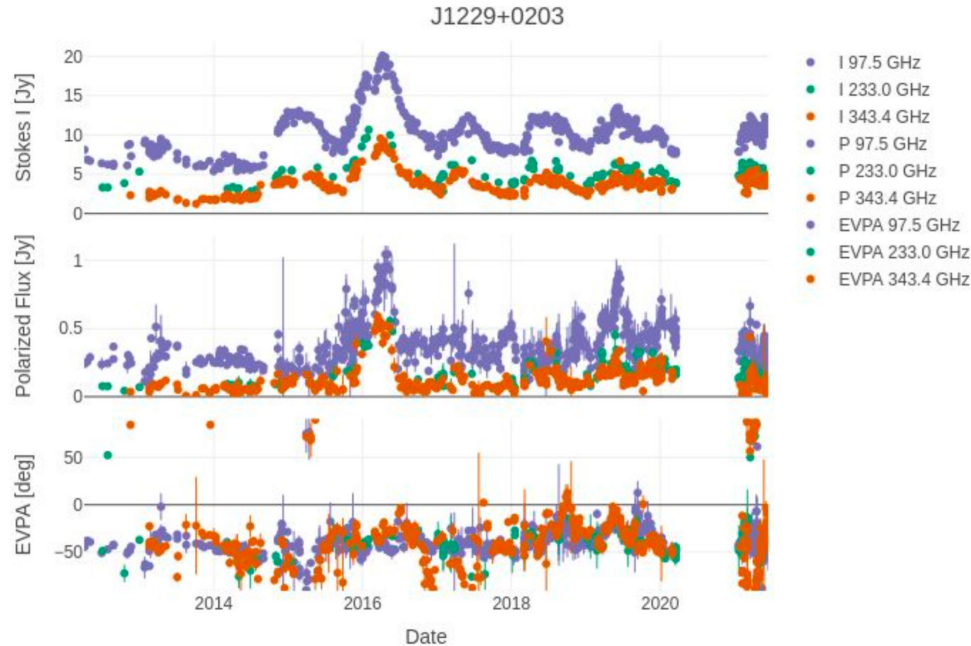 J1229+0203
Stokes I [Jy]
20
15
10
5
0
Polarized Flux [Jy]
1
0.5
0
EVPA [deg]
50
0
−50
2014
2016
2018
2020
Date
I 97.5 GHz
I 233.0 GHz
I 343.4 GHz
P 97.5 GHz
P 233.0 GHz
P 343.4 GHz
EVPA 97.5 GHz
EVPA 233.0 GHz
EVPA 343.4 GHz